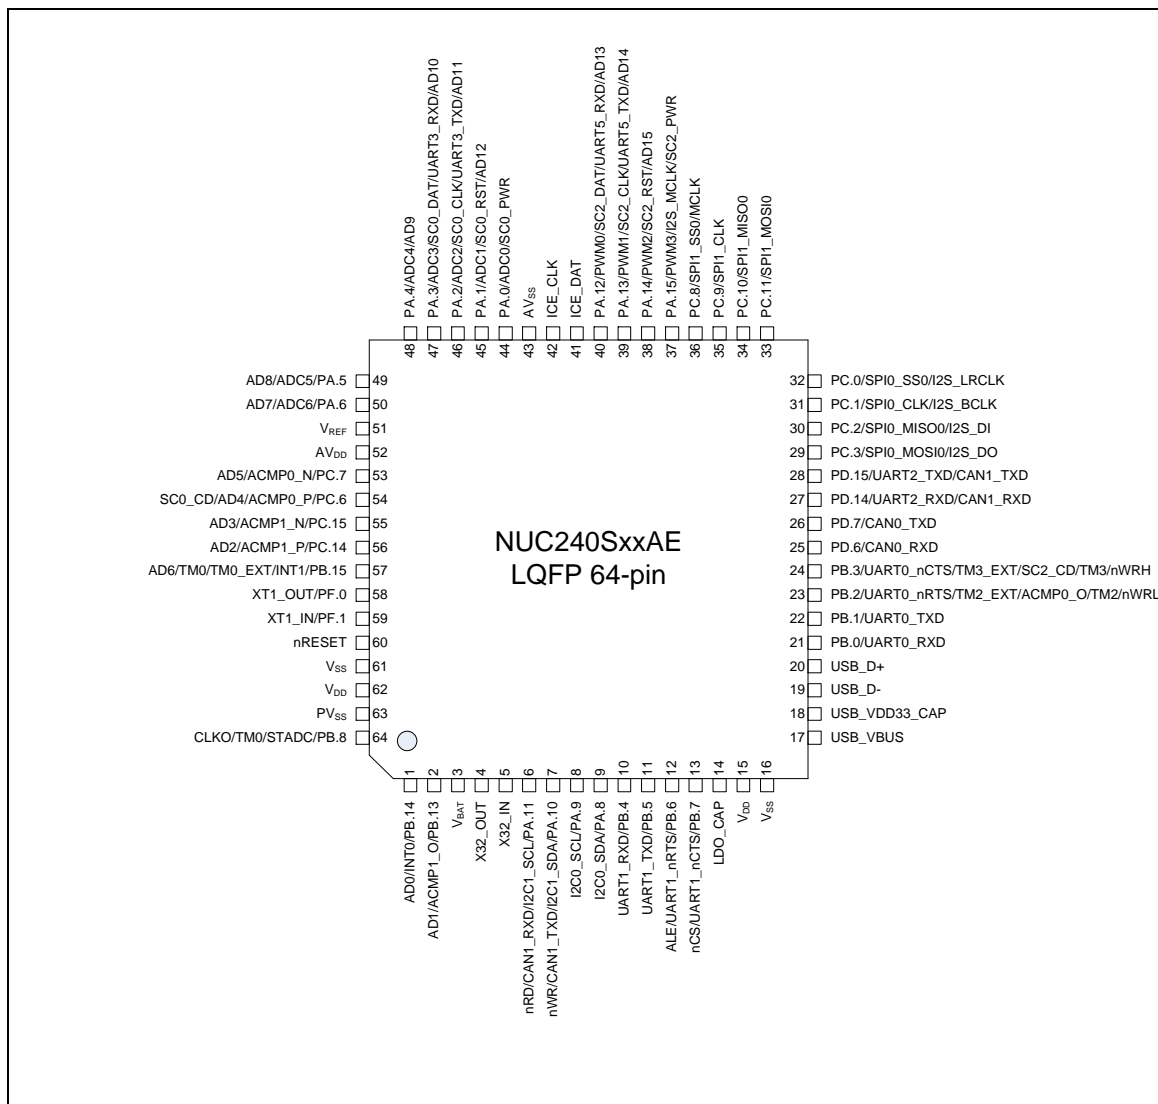 PA.4/ADC4/AD9
PA.3/ADC3/SC0_DAT/UART3_RXD/AD10
PA.2/ADC2/SC0_CLK/UART3_TXD/AD11
PA.1/ADC1/SC0_RST/AD12
PA.0/ADC0/SC0_PWR
AVSS
ICE_CLK
ICE_DAT
PA.12/PWM0/SC2_DAT/UART5_RXD/AD13
PA.13/PWM1/SC2_CLK/UART5_TXD/AD14
PA.14/PWM2/SC2_RST/AD15
PA.15/PWM3/I2S_MCLK/SC2_PWR
PC.8/SPI1_SS0/MCLK
PC.9/SPI1_CLK
PC.10/SPI1_MISO0
PC.11/SPI1_MOSI0
48 47 46 45 44 43 42 41 40 39 38 37 36 35 34 33
AD8/ADC5/PA.5 49
AD7/ADC6/PA.6 50
VREF 51
AVDD 52
AD5/ACMP0_N/PC.7 53
SC0_CD/AD4/ACMP0_P/PC.6 54
AD3/ACMP1_N/PC.15 55
AD2/ACMP1_P/PC.14 56
AD6/TM0/TM0_EXT/INT1/PB.15 57
XT1_OUT/PF.0 58
XT1_IN/PF.1 59
nRESET 60
VSS 61
VDD 62
PVSS 63
CLKO/TM0/STADC/PB.8 64
NUC240SxxAE
LQFP 64-pin
32 PC.0/SPI0_SS0/I2S_LRCLK
31 PC.1/SPI0_CLK/I2S_BCLK
30 PC.2/SPI0_MISO0/I2S_DI
29 PC.3/SPI0_MOSI0/I2S_DO
28 PD.15/UART2_TXD/CAN1_TXD
27 PD.14/UART2_RXD/CAN1_RXD
26 PD.7/CAN0_TXD
25 PD.6/CAN0_RXD
24 PB.3/UART0_nCTS/TM3_EXT/SC2_CD/TM3/nWRH
23 PB.2/UART0_nRTS/TM2_EXT/ACMP0_O/TM2/nWRL
22 PB.1/UART0_TXD
21 PB.0/UART0_RXD
20 USB_D+
19 USB_D-
18 USB_VDD33_CAP
17 USB_VBUS
1 2 3 4 5 6 7 8 9 10 11 12 13 14 15 16
AD0/INT0/PB.14
AD1/ACMP1_O/PB.13
VBAT
X32_OUT
X32_IN
nRD/CAN1_RXD/I2C1_SCL/PA.11
nWR/CAN1_TXD/I2C1_SDA/PA.10
I2C0_SCL/PA.9
I2C0_SDA/PA.8
UART1_RXD/PB.4
UART1_TXD/PB.5
ALE/UART1_nRTS/PB.6
nCS/UART1_nCTS/PB.7
LDO_CAP
VDD
VSS